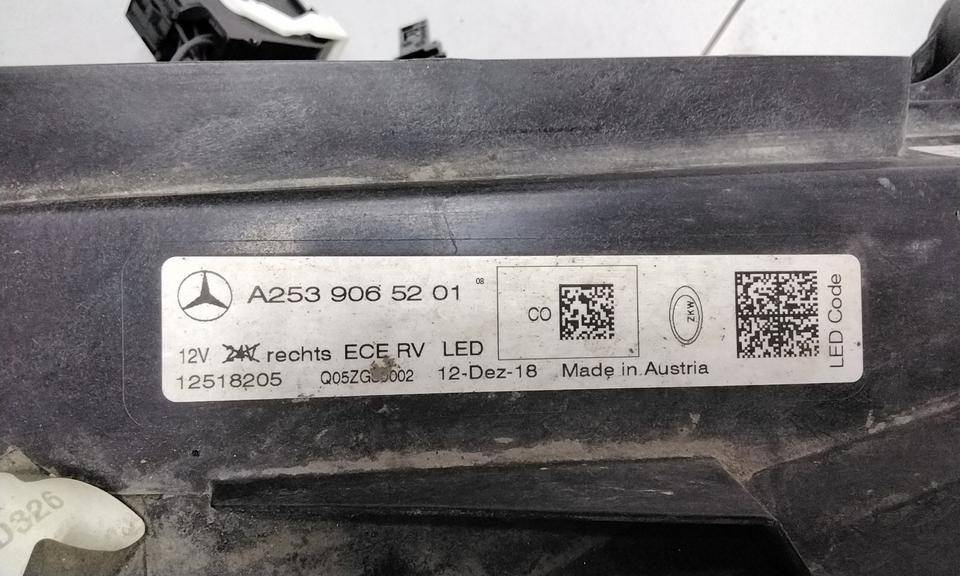 A253 906 52 01 08
CO
ZKW
LED Code
12V 24V rechts ECE RV LED
12518205 12-Dez-18 Made in Austria
D326